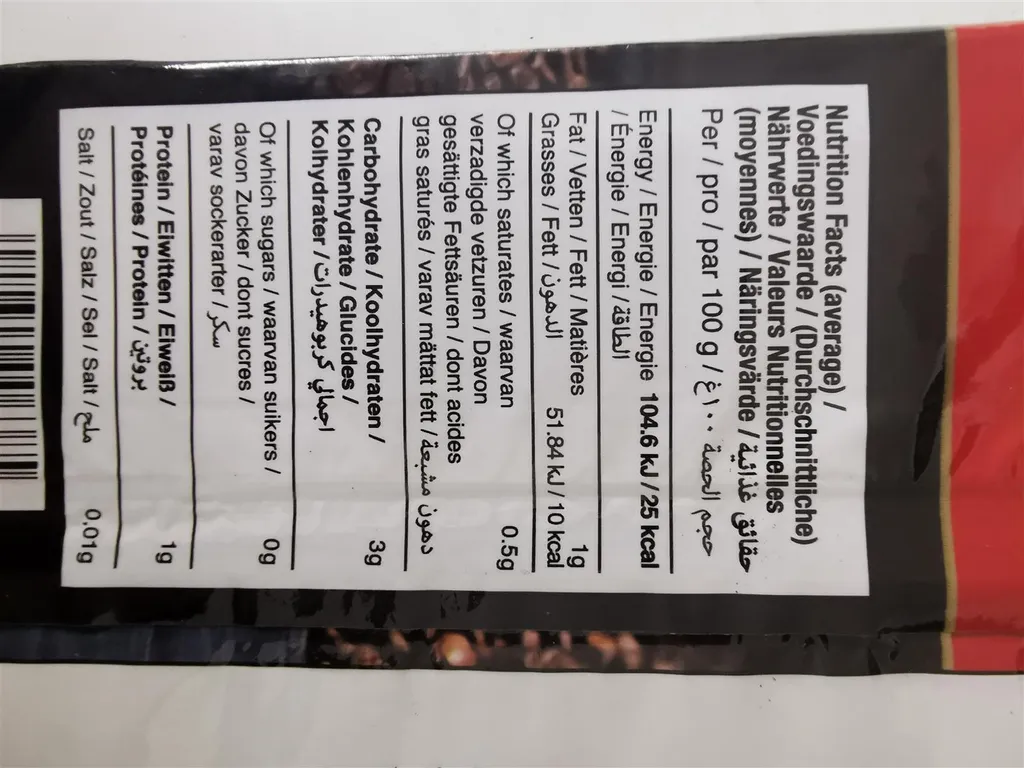 Nutrition Facts (average) /
Voedingswaarde / (Durchschnittliche)
Nährwerte / Valeurs Nutritionnelles
(moyennes) / Näringsvärde / حقائق غذائية
Per / pro / par 100 g / حجم الحصة ١٠٠غ
Energy / Energie / Energie 104.6 kJ / 25 kcal
/ Énergie / Energi / الطاقة
Fat / Vetten / Fett / Matières 1g
Grasses / Fett / الدهون 51.84 kJ / 10 kcal
Of which saturates / waarvan 0.5g
verzadigde vetzuren / Davon
gesättigte Fettsäuren / dont acides
gras saturés / varav mättat fett / دهون مشبعة
Carbohydrate / Koolhydraten / 3g
Kohlenhydrate / Glucides /
Kolhydrater / اجمالي كربوهيدرات
Of which sugars / waarvan suikers / 0g
davon Zucker / dont sucres /
varav sockerarter / سكر
Protein / Eiwitten / Eiweiß / 1g
Protéines / Protein / بروتين
Salt / Zout / Salz / Sel / Salt / ملح 0,01g